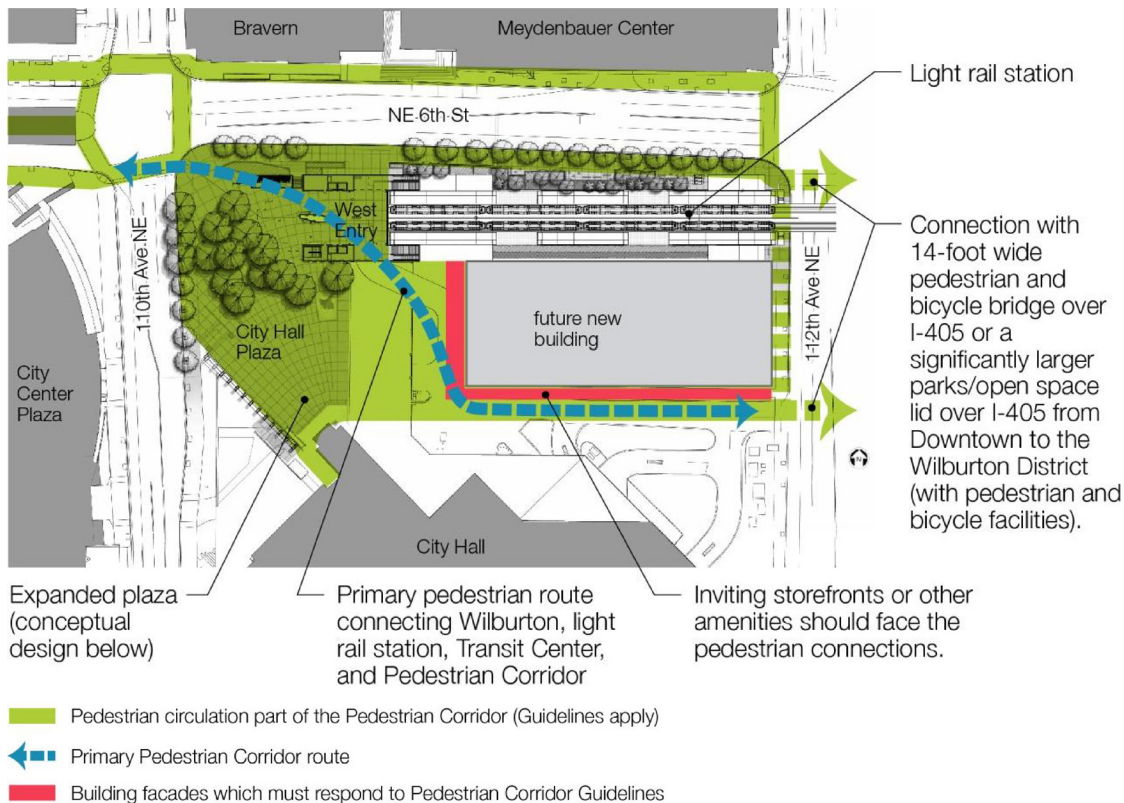 Bravern
Meydenbauer Center
Light rail station
NE 6th St
West
Entry
110th Ave NE
112th Ave NE
Connection with
14-foot wide
pedestrian and
bicycle bridge over
I-405 or a
significantly larger
parks/open space
lid over I-405 from
Downtown to the
Wilburton District
(with pedestrian and
bicycle facilities).
future new
building
City Hall
Plaza
City
Center
Plaza
N
City Hall
Expanded plaza
(conceptual
design below)
Primary pedestrian route
connecting Wilburton, light
rail station, Transit Center,
and Pedestrian Corridor
Inviting storefronts or other
amenities should face the
pedestrian connections.
Pedestrian circulation part of the Pedestrian Corridor (Guidelines apply)
Primary Pedestrian Corridor route
Building facades which must respond to Pedestrian Corridor Guidelines